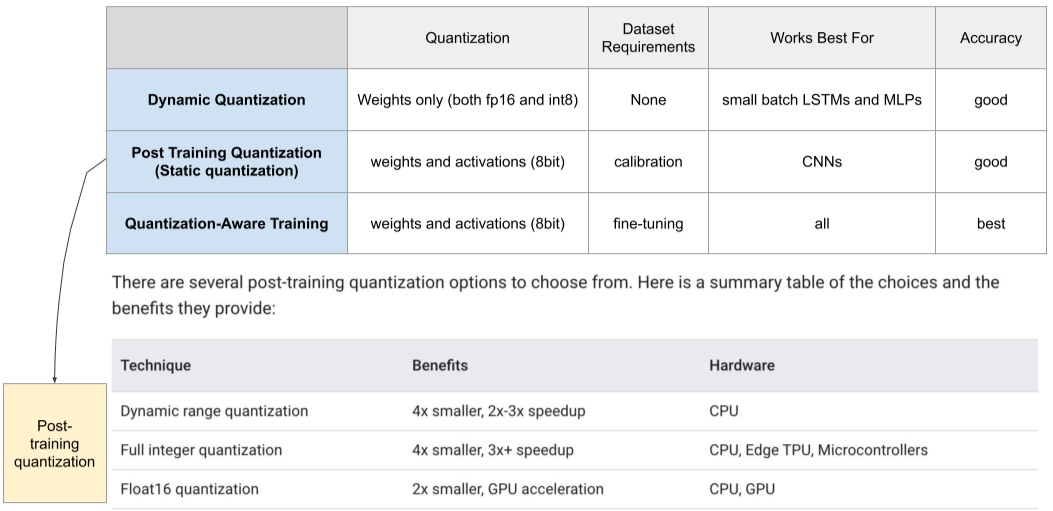 Quantization
Dataset
Requirements
Works Best For
Accuracy
Dynamic Quantization
Weights only (both fp16 and int8)
None
small batch LSTMs and MLPs
good
Post Training Quantization
(Static quantization)
weights and activations (8bit)
calibration
CNNs
good
Quantization-Aware Training
weights and activations (8bit)
fine-tuning
all
best
There are several post-training quantization options to choose from. Here is a summary table of the choices and the
benefits they provide:
Technique
Benefits
Hardware
Dynamic range quantization
4x smaller, 2x-3x speedup
CPU
Full integer quantization
4x smaller, 3x+ speedup
CPU, Edge TPU, Microcontrollers
Float16 quantization
2x smaller, GPU acceleration
CPU, GPU
Post-
training
quantization